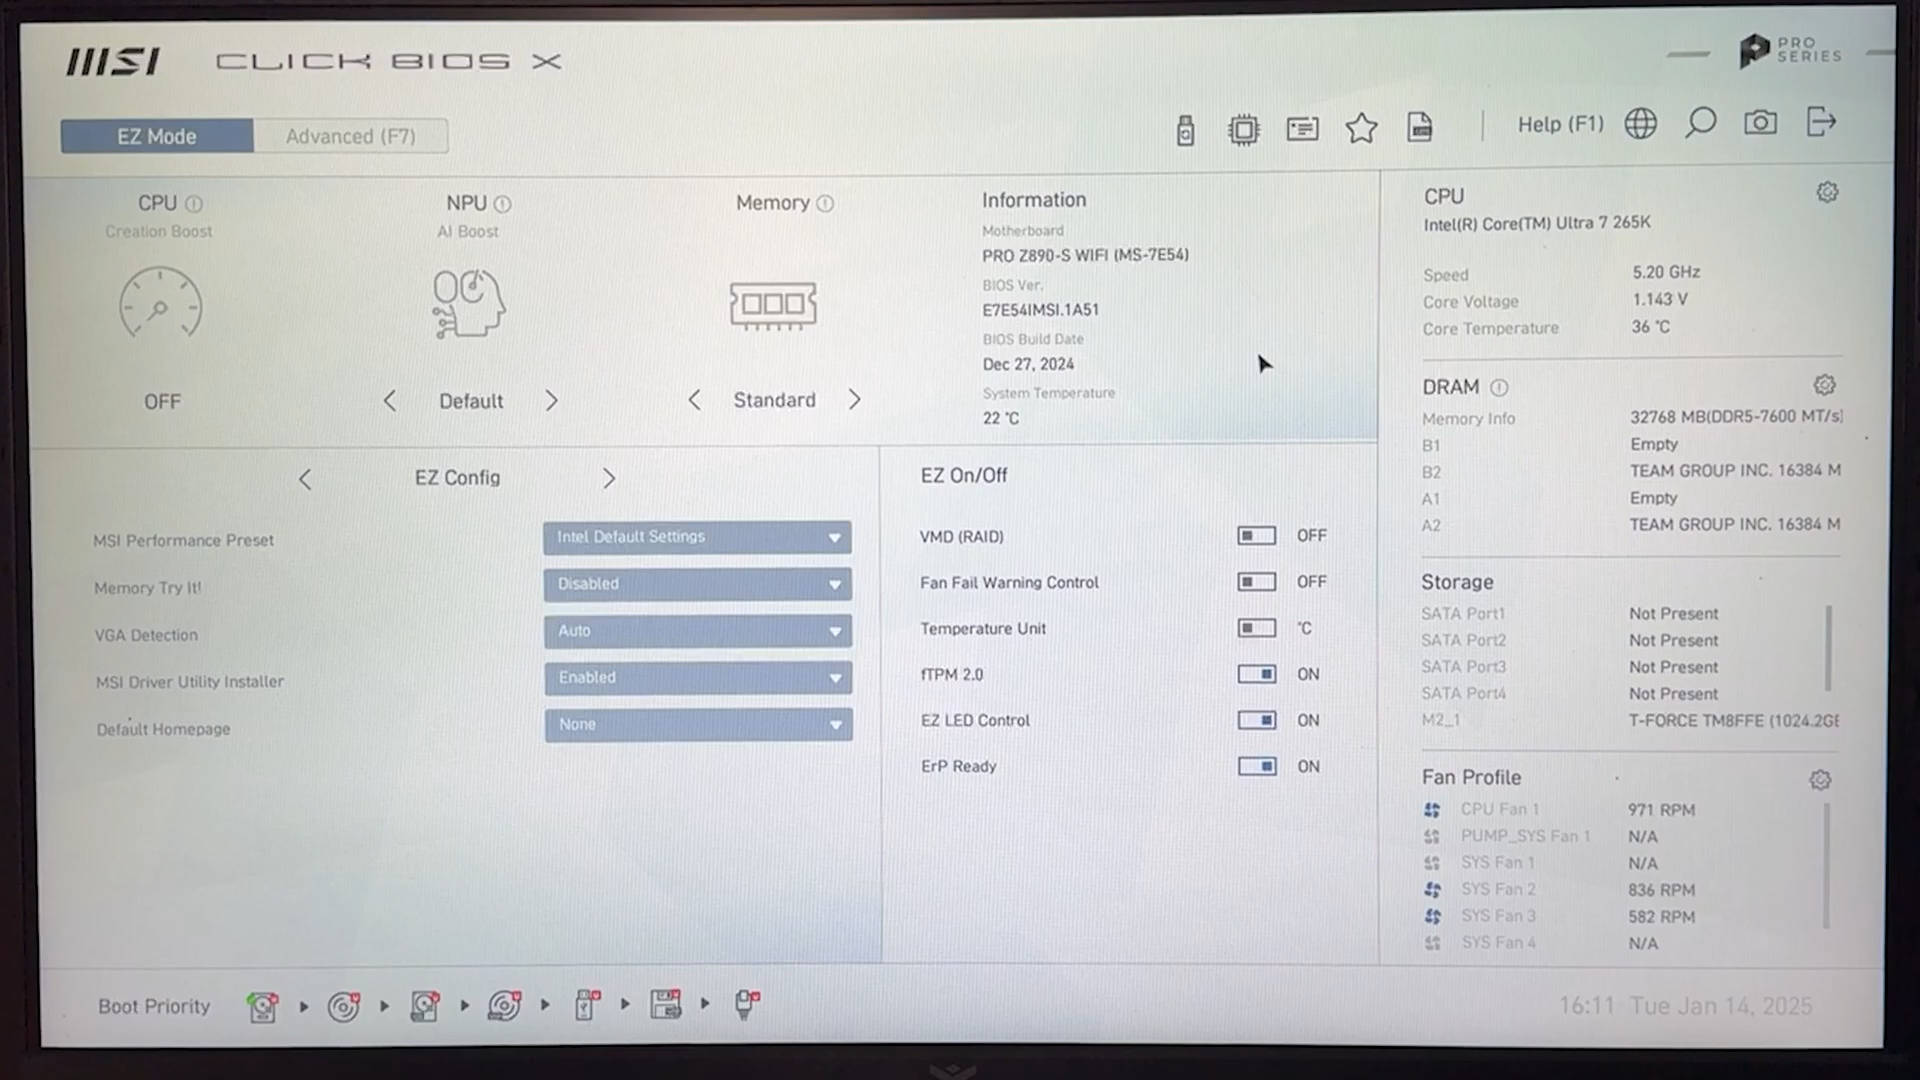 msi CLICK BIOS X
PRO
SERIES
EZ Mode
Advanced (F7)
Help (F1)
CPU
Creation Boost
OFF
NPU
AI Boost
Default
Memory
Standard
Information
Motherboard
PRO Z890-S WIFI (MS-7E54)
BIOS Ver.
E7E54IMSI.1A51
BIOS Build Date
Dec 27, 2024
System Temperature
22 °C
EZ Config
MSI Performance Preset Intel Default Settings
Memory Try It! Disabled
VGA Detection Auto
MSI Driver Utility Installer Enabled
Default Homepage None
EZ On/Off
VMD (RAID) OFF
Fan Fail Warning Control OFF
Temperature Unit °C
fTPM 2.0 ON
EZ LED Control ON
ErP Ready ON
CPU
Intel(R) Core(TM) Ultra 7 265K
Speed 5.20 GHz
Core Voltage 1.143 V
Core Temperature 36 °C
DRAM
Memory Info 32768 MB(DDR5-7600 MT/s)
B1 Empty
B2 TEAM GROUP INC. 16384 M
A1 Empty
A2 TEAM GROUP INC. 16384 M
Storage
SATA Port1 Not Present
SATA Port2 Not Present
SATA Port3 Not Present
SATA Port4 Not Present
M2_1 T-FORCE TM8FFE (1024.2GB
Fan Profile
CPU Fan 1 971 RPM
PUMP_SYS Fan 1 N/A
SYS Fan 1 N/A
SYS Fan 2 836 RPM
SYS Fan 3 582 RPM
SYS Fan 4 N/A
Boot Priority
16:11 Tue Jan 14, 2025